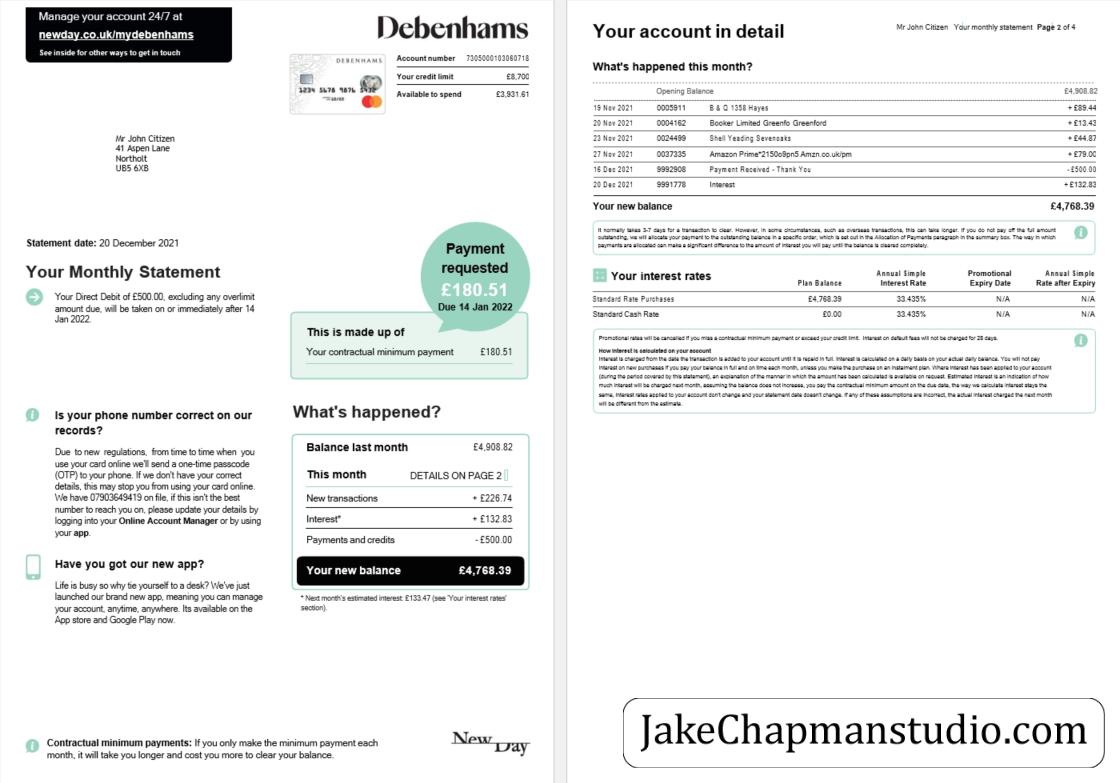 Manage your account 24/7 at
newday.co.uk/mydebenhams
See inside for other ways to get in touch
Debenhams
DEBENHAMS
1234 5678 9876 5432
Account number 7305000103060718
Your credit limit £8,700
Available to spend £3,931.61
Mr John Citizen
41 Aspen Lane
Northolt
UB5 6XB
Statement date: 20 December 2021
Your Monthly Statement
Your Direct Debit of £500.00, excluding any overlimit
amount due, will be taken on or immediately after 14
Jan 2022.
Payment
requested
£180.51
Due 14 Jan 2022
This is made up of
Your contractual minimum payment £180.51
Is your phone number correct on our
records?
Due to new regulations, from time to time when you
use your card online we'll send a one-time passcode
(OTP) to your phone. If we don't have your correct
details, this may stop you from using your card online.
We have 07903649419 on file, if this isn't the best
number to reach you on, please update your details by
logging into your Online Account Manager or by using
your app.
Have you got our new app?
Life is busy so why tie yourself to a desk? We've just
launched our brand new app, meaning you can manage
your account, anytime, anywhere. Its available on the
App store and Google Play now.
What's happened?
Balance last month £4,908.82
This month DETAILS ON PAGE 2
New transactions + £226.74
Interest* + £132.83
Payments and credits - £500.00
Your new balance £4,768.39
* Next month's estimated interest: £133.47 (see 'Your interest rates'
section).
Contractual minimum payments: If you only make the minimum payment each
month, it will take you longer and cost you more to clear your balance.
New Day
Your account in detail
Mr John Citizen Your monthly statement Page 2 of 4
What's happened this month?
Opening Balance £4,908.82
19 Nov 2021 0005911 B & Q 1358 Hayes + £89.44
20 Nov 2021 0004162 Booker Limited Greenfo Greenford + £13.43
23 Nov 2021 0024499 Shell Yeading Sevenoaks + £44.87
27 Nov 2021 0037335 Amazon Prime*2150o9pn5 Amzn.co.uk/pm + £79.00
16 Dec 2021 9992908 Payment Received - Thank You - £500.00
20 Dec 2021 9991778 Interest + £132.83
Your new balance £4,768.39
It normally takes 3-7 days for a transaction to clear. However, in some circumstances, such as overseas transactions, this can take longer. If you do not pay off the full amount
outstanding, we will allocate your payment to the outstanding balance in a specific order, which is set out in the Allocation of Payments paragraph in the summary box. The way in which
payments are allocated can make a significant difference to the amount of interest you will pay until the balance is cleared completely.
Your interest rates
Plan Balance
Annual Simple
Interest Rate
Promotional
Expiry Date
Annual Simple
Rate after Expiry
Standard Rate Purchases £4,768.39 33.435% N/A N/A
Standard Cash Rate £0.00 33.435% N/A N/A
Promotional rates will be cancelled if you miss a contractual minimum payment or exceed your credit limit. Interest on default fees will not be charged for 28 days.
How interest is calculated on your account
Interest is charged from the date the transaction is added to your account until it is repaid in full. Interest is calculated on a daily basis on your actual daily balance. You will not pay
interest on new purchases if you pay your balance in full and on time each month, unless you make the purchase on an instalment plan. Where interest has been applied to your account
(during the period covered by this statement), an explanation of the manner in which the amount has been calculated is available on request. Estimated interest is an indication of how
much interest will be charged next month, assuming the balance does not increase, you pay the contractual minimum amount on the due date, the way we calculate interest stays the
same, interest rates applied to your account don't change and your statement date doesn't change. If any of these assumptions are incorrect, the actual interest charged the next month
will be different from the estimate.
JakeChapmanstudio.com